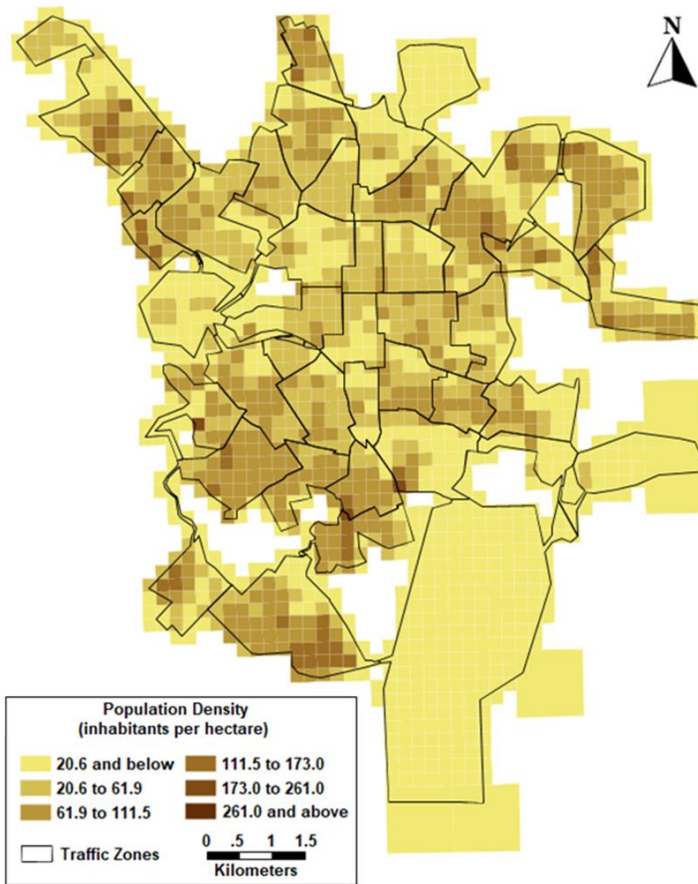 N
Population Density
(inhabitants per hectare)
20.6 and below
111.5 to 173.0
20.6 to 61.9
173.0 to 261.0
61.9 to 111.5
261.0 and above
Traffic Zones
0 .5 1 1.5
Kilometers